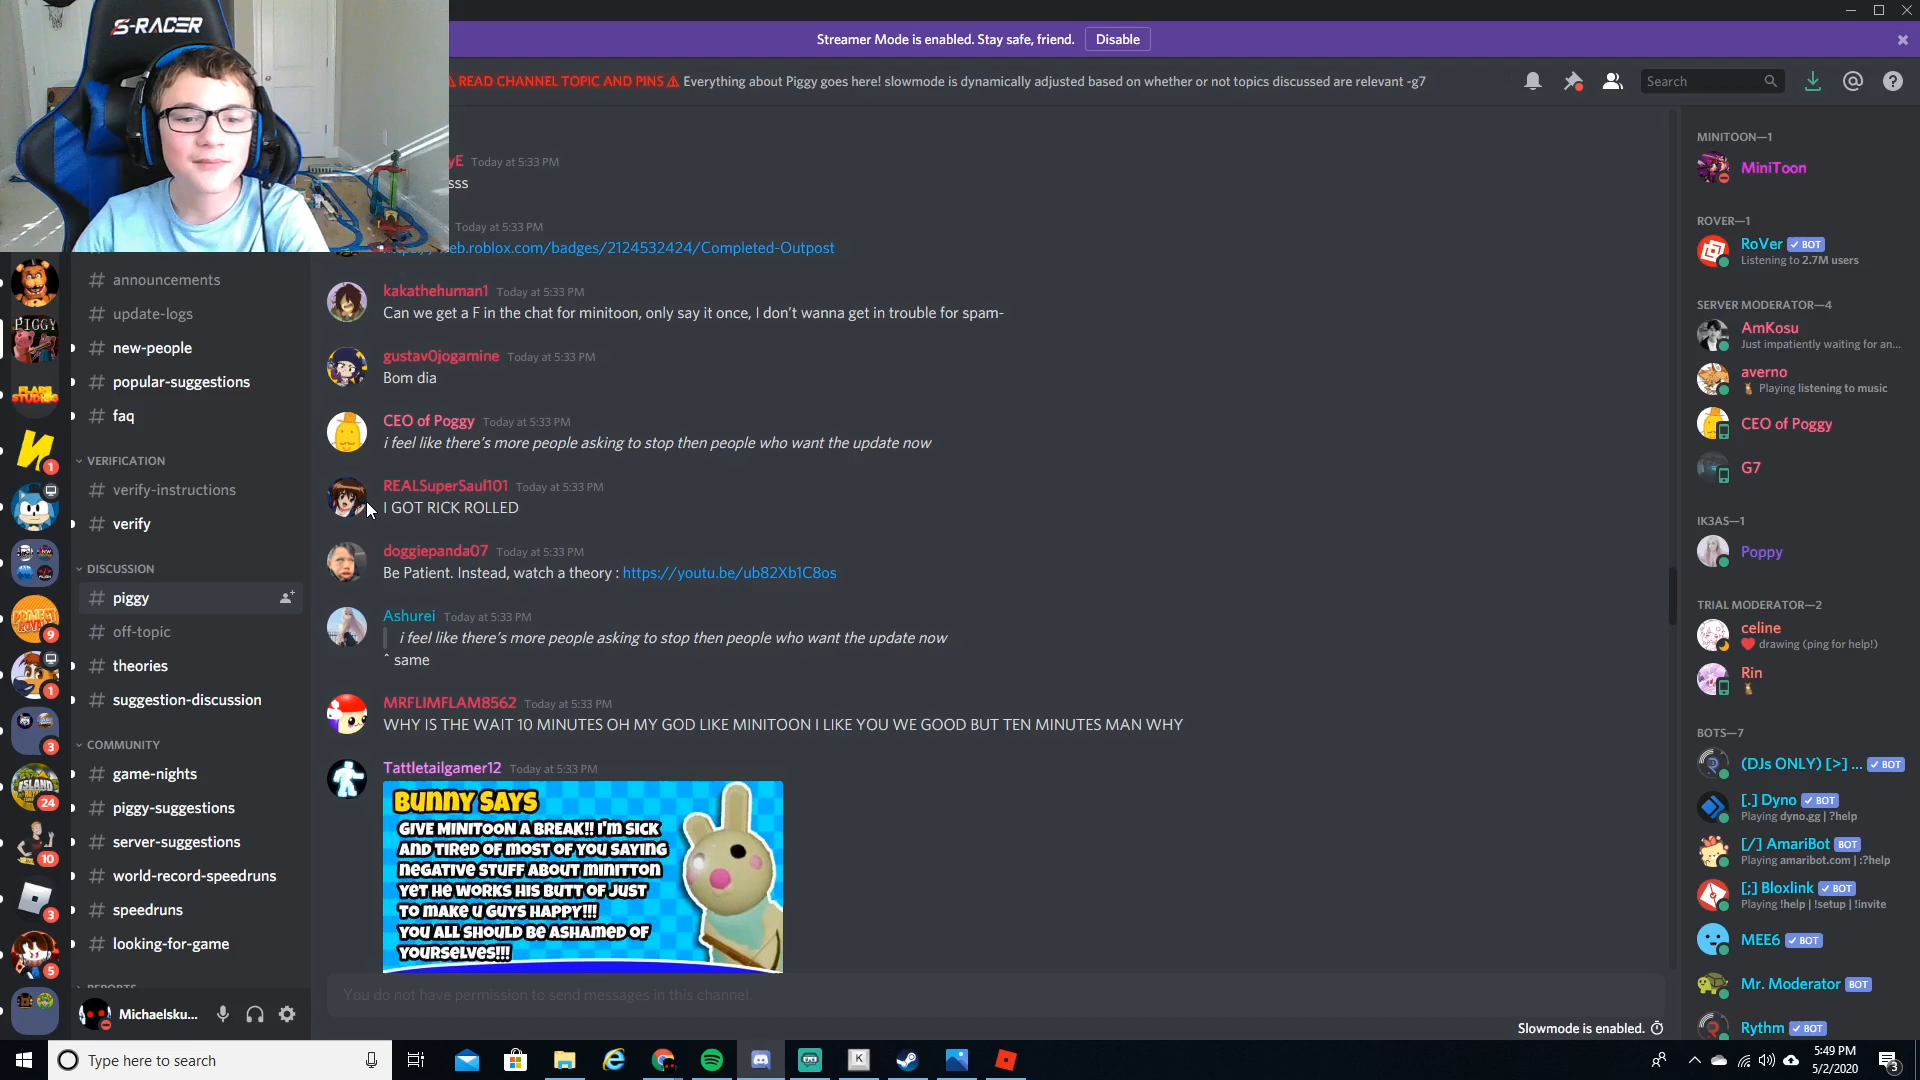 S-RACER
Streamer Mode is enabled. Stay safe, friend.
Disable
READ CHANNEL TOPIC AND PINS ⚠ Everything about Piggy goes here! slowmode is dynamically adjusted based on whether or not topics discussed are relevant -g7
Search
announcements
update-logs
new-people
popular-suggestions
faq
VERIFICATION
verify-instructions
verify
DISCUSSION
piggy
off-topic
theories
suggestion-discussion
COMMUNITY
game-nights
piggy-suggestions
server-suggestions
world-record-speedruns
speedruns
looking-for-game
PIGGY
1
9
1
3
24
10
3
5
Michaelsku...
yE Today at 5:33 PM
sss
Today at 5:33 PM
eb.roblox.com/badges/2124532424/Completed-Outpost
kakathehuman1 Today at 5:33 PM
Can we get a F in the chat for minitoon, only say it once, I don't wanna get in trouble for spam-
gustav0jogamine Today at 5:33 PM
Bom dia
CEO of Poggy Today at 5:33 PM
i feel like there's more people asking to stop then people who want the update now
REALSuperSaul101 Today at 5:33 PM
I GOT RICK ROLLED
doggiepanda07 Today at 5:33 PM
Be Patient. Instead, watch a theory : https://youtu.be/ub82Xb1C8os
Ashurei Today at 5:33 PM
i feel like there's more people asking to stop then people who want the update now
^ same
MRFLIMFLAM8562 Today at 5:33 PM
WHY IS THE WAIT 10 MINUTES OH MY GOD LIKE MINITOON I LIKE YOU WE GOOD BUT TEN MINUTES MAN WHY
Tattletailgamer12 Today at 5:33 PM
BUNNY SAYS
GIVE MINITOON A BREAK!! I'M SICK
AND TIRED OF MOST OF YOU SAYING
NEGATIVE STUFF ABOUT MINITTON
YET HE WORKS HIS BUTT OF JUST
TO MAKE U GUYS HAPPY!!!
YOU ALL SHOULD BE ASHAMED OF
YOURSELVES!!!
You do not have permission to send messages in this channel.
Slowmode is enabled.
MINITOON—1
MiniToon
ROVER—1
RoVer ✓ BOT
Listening to 2.7M users
SERVER MODERATOR—4
AmKosu
Just impatiently waiting for an...
averno
Playing listening to music
CEO of Poggy
G7
IK3AS—1
Poppy
TRIAL MODERATOR—2
celine
drawing (ping for help!)
Rin
BOTS—7
(DJs ONLY) [>] ... ✓ BOT
[.] Dyno ✓ BOT
Playing dyno.gg | ?help
[/] AmariBot BOT
Playing amaribot.com | :?help
[;] Bloxlink ✓ BOT
Playing !help | !setup | !invite
MEE6 ✓ BOT
Mr. Moderator BOT
Rythm ✓ BOT
Type here to search
K
5:49 PM
5/2/2020
3